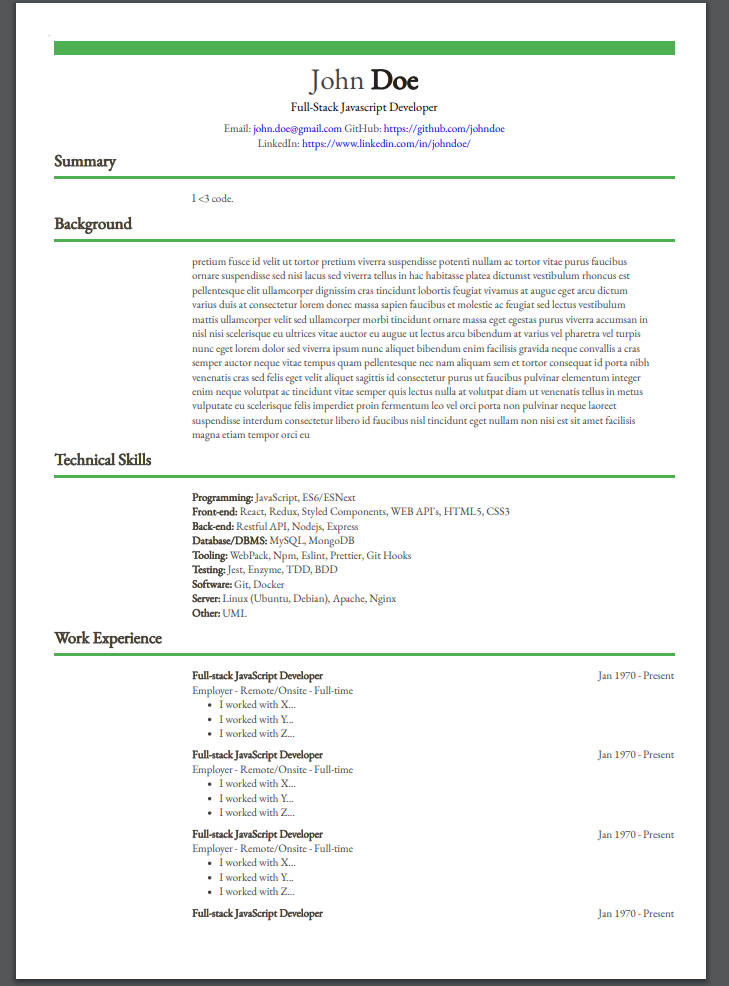 John Doe
Full-Stack Javascript Developer
Email: john.doe@gmail.com GitHub: https://github.com/johndoe
LinkedIn: https://www.linkedin.com/in/johndoe/
Summary
I <3 code.
Background
pretium fusce id velit ut tortor pretium viverra suspendisse potenti nullam ac tortor vitae purus faucibus
ornare suspendisse sed nisi lacus sed viverra tellus in hac habitasse platea dictumst vestibulum rhoncus est
pellentesque elit ullamcorper dignissim cras tincidunt lobortis feugiat vivamus at augue eget arcu dictum
varius duis at consectetur lorem donec massa sapien faucibus et molestie ac feugiat sed lectus vestibulum
mattis ullamcorper velit sed ullamcorper morbi tincidunt ornare massa eget egestas purus viverra accumsan in
nisl nisi scelerisque eu ultrices vitae auctor eu augue ut lectus arcu bibendum at varius vel pharetra vel turpis
nunc eget lorem dolor sed viverra ipsum nunc aliquet bibendum enim facilisis gravida neque convallis a cras
semper auctor neque vitae tempus quam pellentesque nec nam aliquam sem et tortor consequat id porta nibh
venenatis cras sed felis eget velit aliquet sagittis id consectetur purus ut faucibus pulvinar elementum integer
enim neque volutpat ac tincidunt vitae semper quis lectus nulla at volutpat diam ut venenatis tellus in metus
vulputate eu scelerisque felis imperdiet proin fermentum leo vel orci porta non pulvinar neque laoreet
suspendisse interdum consectetur libero id faucibus nisl tincidunt eget nullam non nisi est sit amet facilisis
magna etiam tempor orci eu
Technical Skills
Programming: JavaScript, ES6/ESNext
Front-end: React, Redux, Styled Components, WEB API's, HTML5, CSS3
Back-end: Restful API, Nodejs, Express
Database/DBMS: MySQL, MongoDB
Tooling: WebPack, Npm, Eslint, Prettier, Git Hooks
Testing: Jest, Enzyme, TDD, BDD
Software: Git, Docker
Server: Linux (Ubuntu, Debian), Apache, Nginx
Other: UML
Work Experience
Full-stack JavaScript Developer Jan 1970 - Present
Employer - Remote/Onsite - Full-time
• I worked with X...
• I worked with Y...
• I worked with Z...
Full-stack JavaScript Developer Jan 1970 - Present
Employer - Remote/Onsite - Full-time
• I worked with X...
• I worked with Y...
• I worked with Z...
Full-stack JavaScript Developer Jan 1970 - Present
Employer - Remote/Onsite - Full-time
• I worked with X...
• I worked with Y...
• I worked with Z...
Full-stack JavaScript Developer Jan 1970 - Present